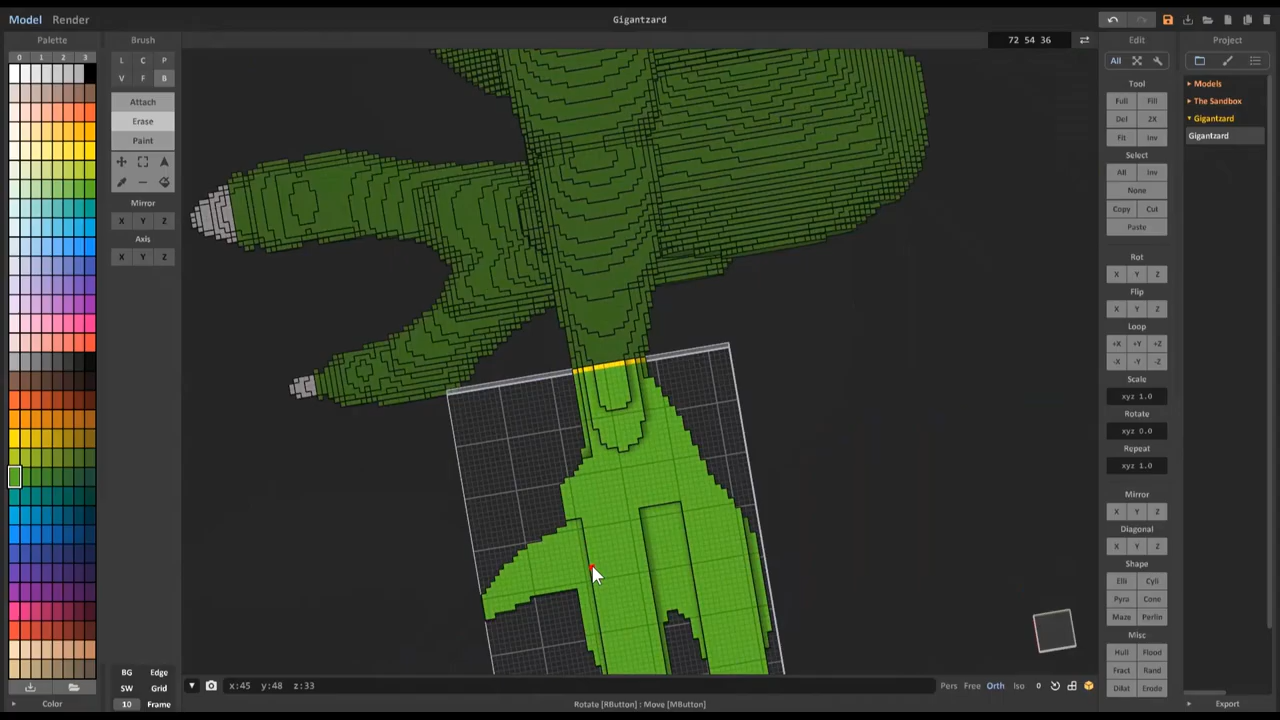 Model Render
Gigantzard
Palette
0 1 2 3
Brush
L C P
V F B
Attach
Erase
Paint
Mirror
X Y Z
Axis
X Y Z
72 54 36
Edit
All
Tool
Full Fill
Del 2X
Fit Inv
Select
All Inv
None
Copy Cut
Paste
Rot
X Y Z
Flip
X Y Z
Loop
+X +Y +Z
-X -Y -Z
Scale
xyz 1.0
Rotate
xyz 0.0
Repeat
xyz 1.0
Mirror
X Y Z
Diagonal
X Y Z
Shape
Elli Cyli
Pyra Cone
Maze Perlin
Misc
Hull Flood
Fract Rand
Dilat Erode
Project
Models
The Sandbox
Gigantzard
Gigantzard
BG Edge
SW Grid
10 Frame
Color
x:45 y:48 z:33
Pers Free Orth Iso 0
Rotate [RButton] : Move [MButton]
Export